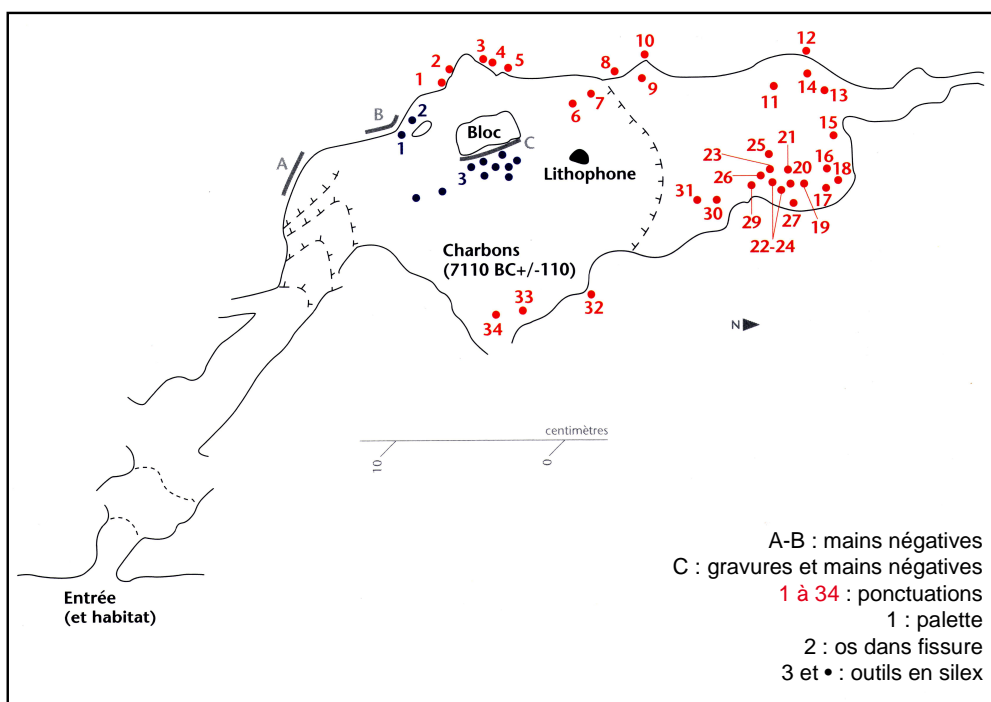 12
10
3
4
2
5
8
1
9
14
11
13
7
6
B
2
1
Bloc
C
15
A
25
21
23
16
18
3
Lithophone
26
20
31
17
30
29
27
19
22-24
Charbons
(7110 BC+/-110)
33
32
34
N
centimètres
10
0
A-B : mains négatives
C : gravures et mains négatives
1 à 34 : ponctuations
1 : palette
2 : os dans fissure
3 et • : outils en silex
Entrée
(et habitat)